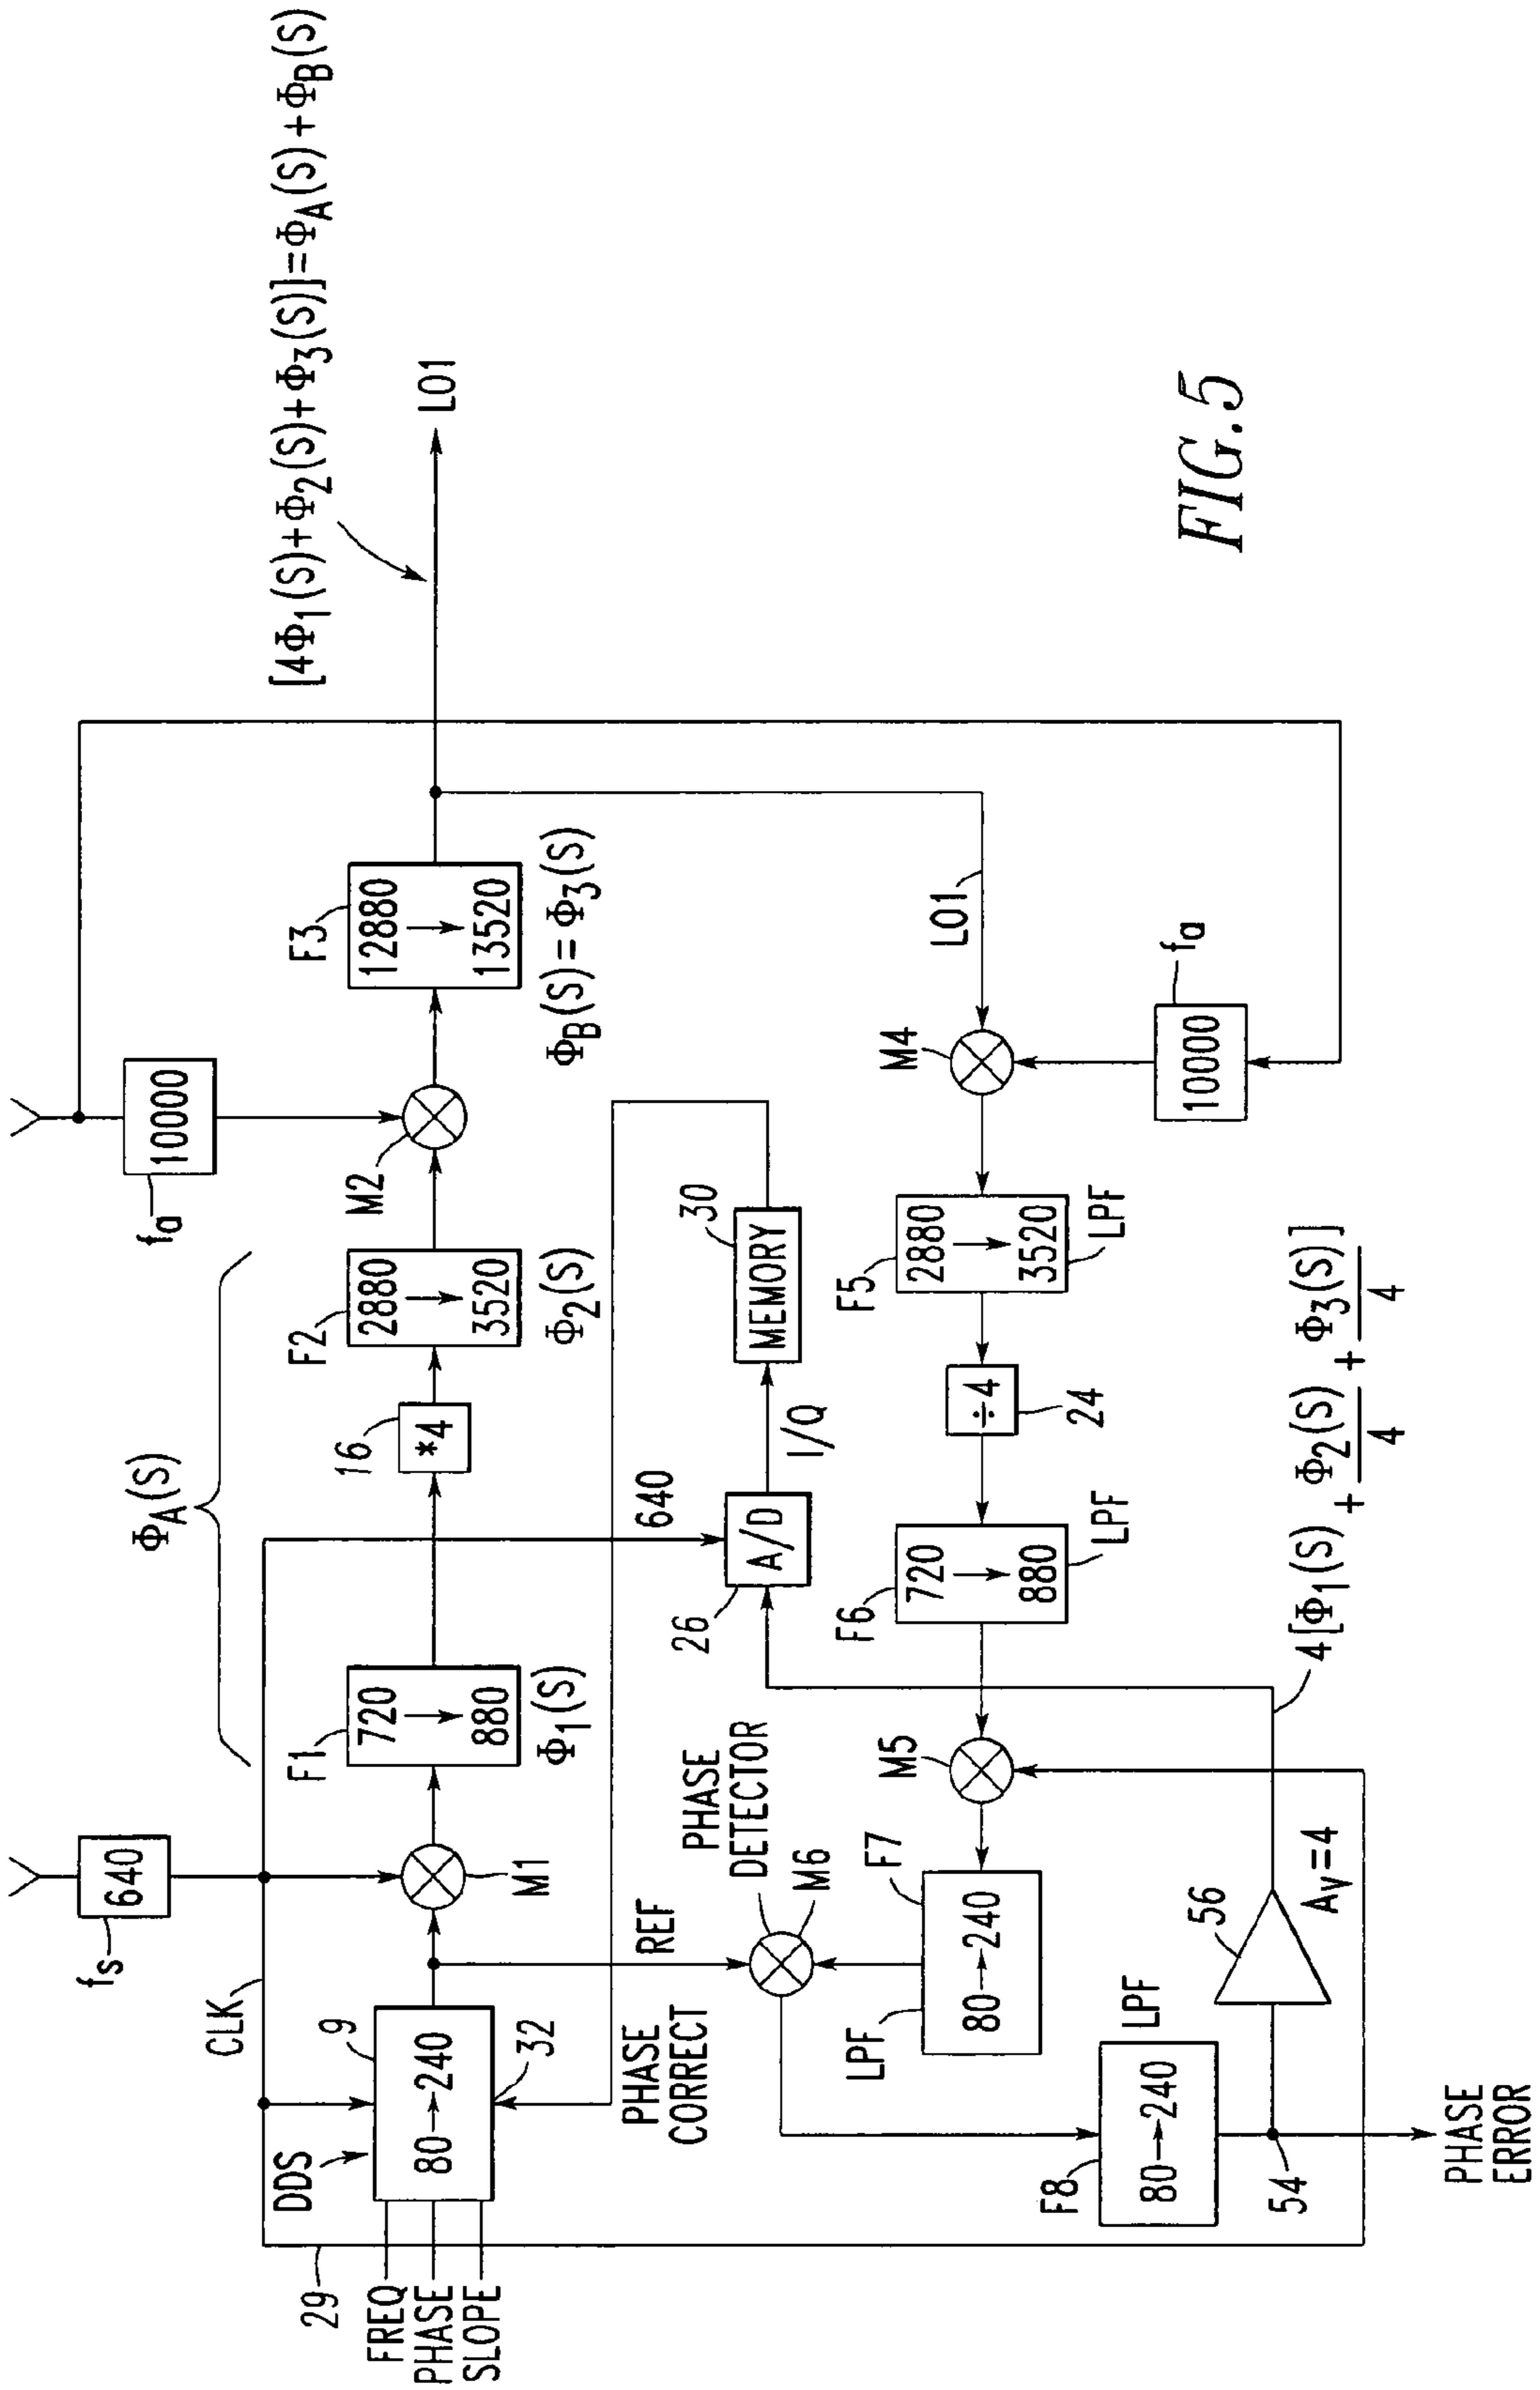 fs
640
fa
10000
ΦA(S)
CLK
DDS
9
80→240
32
FREQ
PHASE
SLOPE
29
M1
F1
720
↓
880
Φ1(S)
16
*4
F2
2880
↓
3520
Φ2(S)
M2
F3
12880
↓
13520
ΦB(S)=Φ3(S)
[4Φ1(S)+Φ2(S)+Φ3(S)]=ΦA(S)+ΦB(S)
LO1
REF
PHASE
CORRECT
PHASE
DETECTOR
M6
640
26
A/D
I/Q
30
MEMORY
LO1
M4
fa
10000
F5
2880
↓
3520
LPF
÷4
24
F6
720
↓
880
LPF
M5
F7
80→240
LPF
F8
80→240
LPF
54
PHASE
ERROR
56
Av=4
4[Φ1(S) + Φ2(S)/4 + Φ3(S)]/4
FIG.5